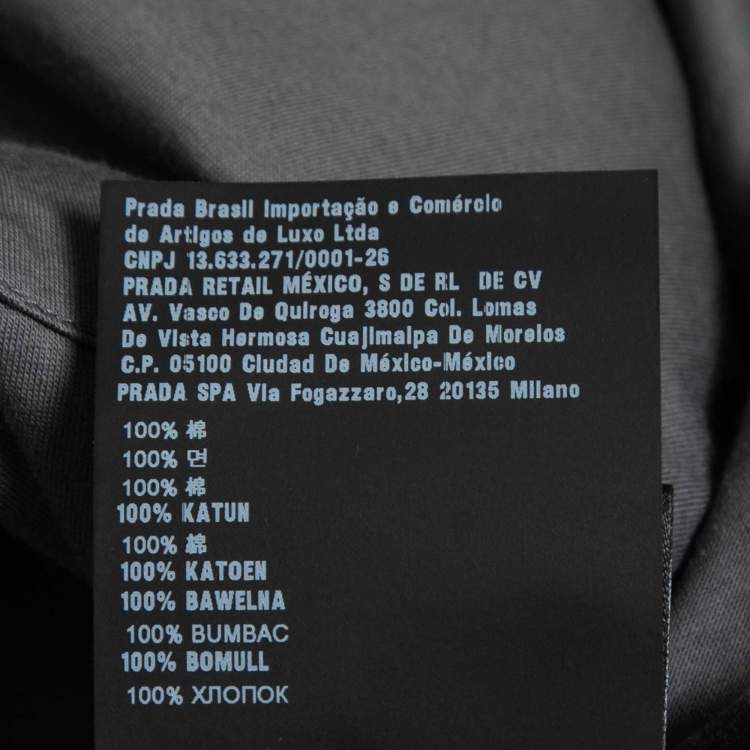 Prada Brasil Importação e Comércio
de Artigos de Luxo Ltda
CNPJ 13.633.271/0001-26
PRADA RETAIL MÉXICO, S DE RL DE CV
AV. Vasco De Quiroga 3800 Col. Lomas
De Vista Hermosa Cuajimalpa De Morelos
C.P. 05100 Ciudad De México-México
PRADA SPA Via Fogazzaro,28 20135 Milano
100% 棉
100% 면
100% 棉
100% KATUN
100% 綿
100% KATOEN
100% BAWELNA
100% BUMBAC
100% BOMULL
100% ХЛОПОК